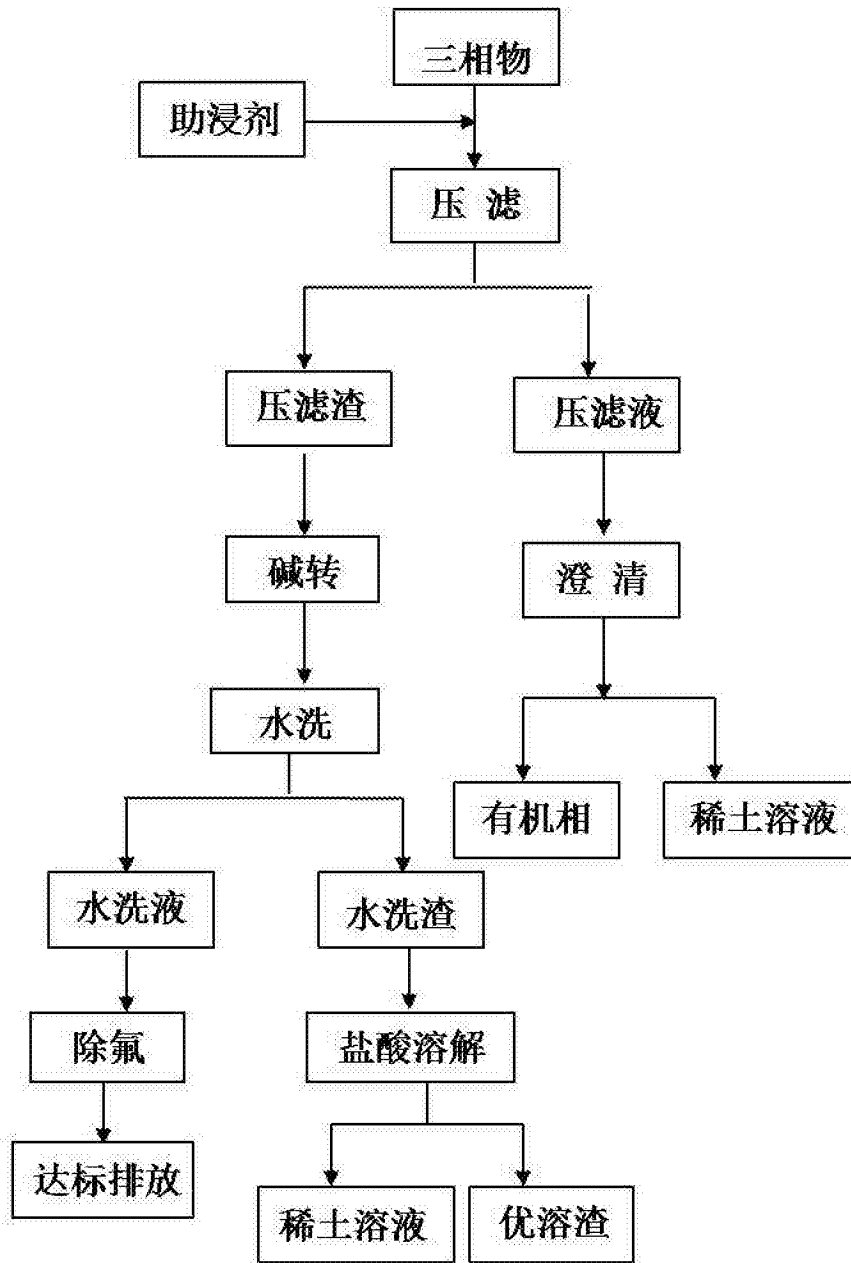 三相物
助浸剂
压 滤
压滤渣
压滤液
碱转
澄 清
水洗
有机相
稀土溶液
水洗液
水洗渣
除氟
盐酸溶解
达标排放
稀土溶液
优溶渣